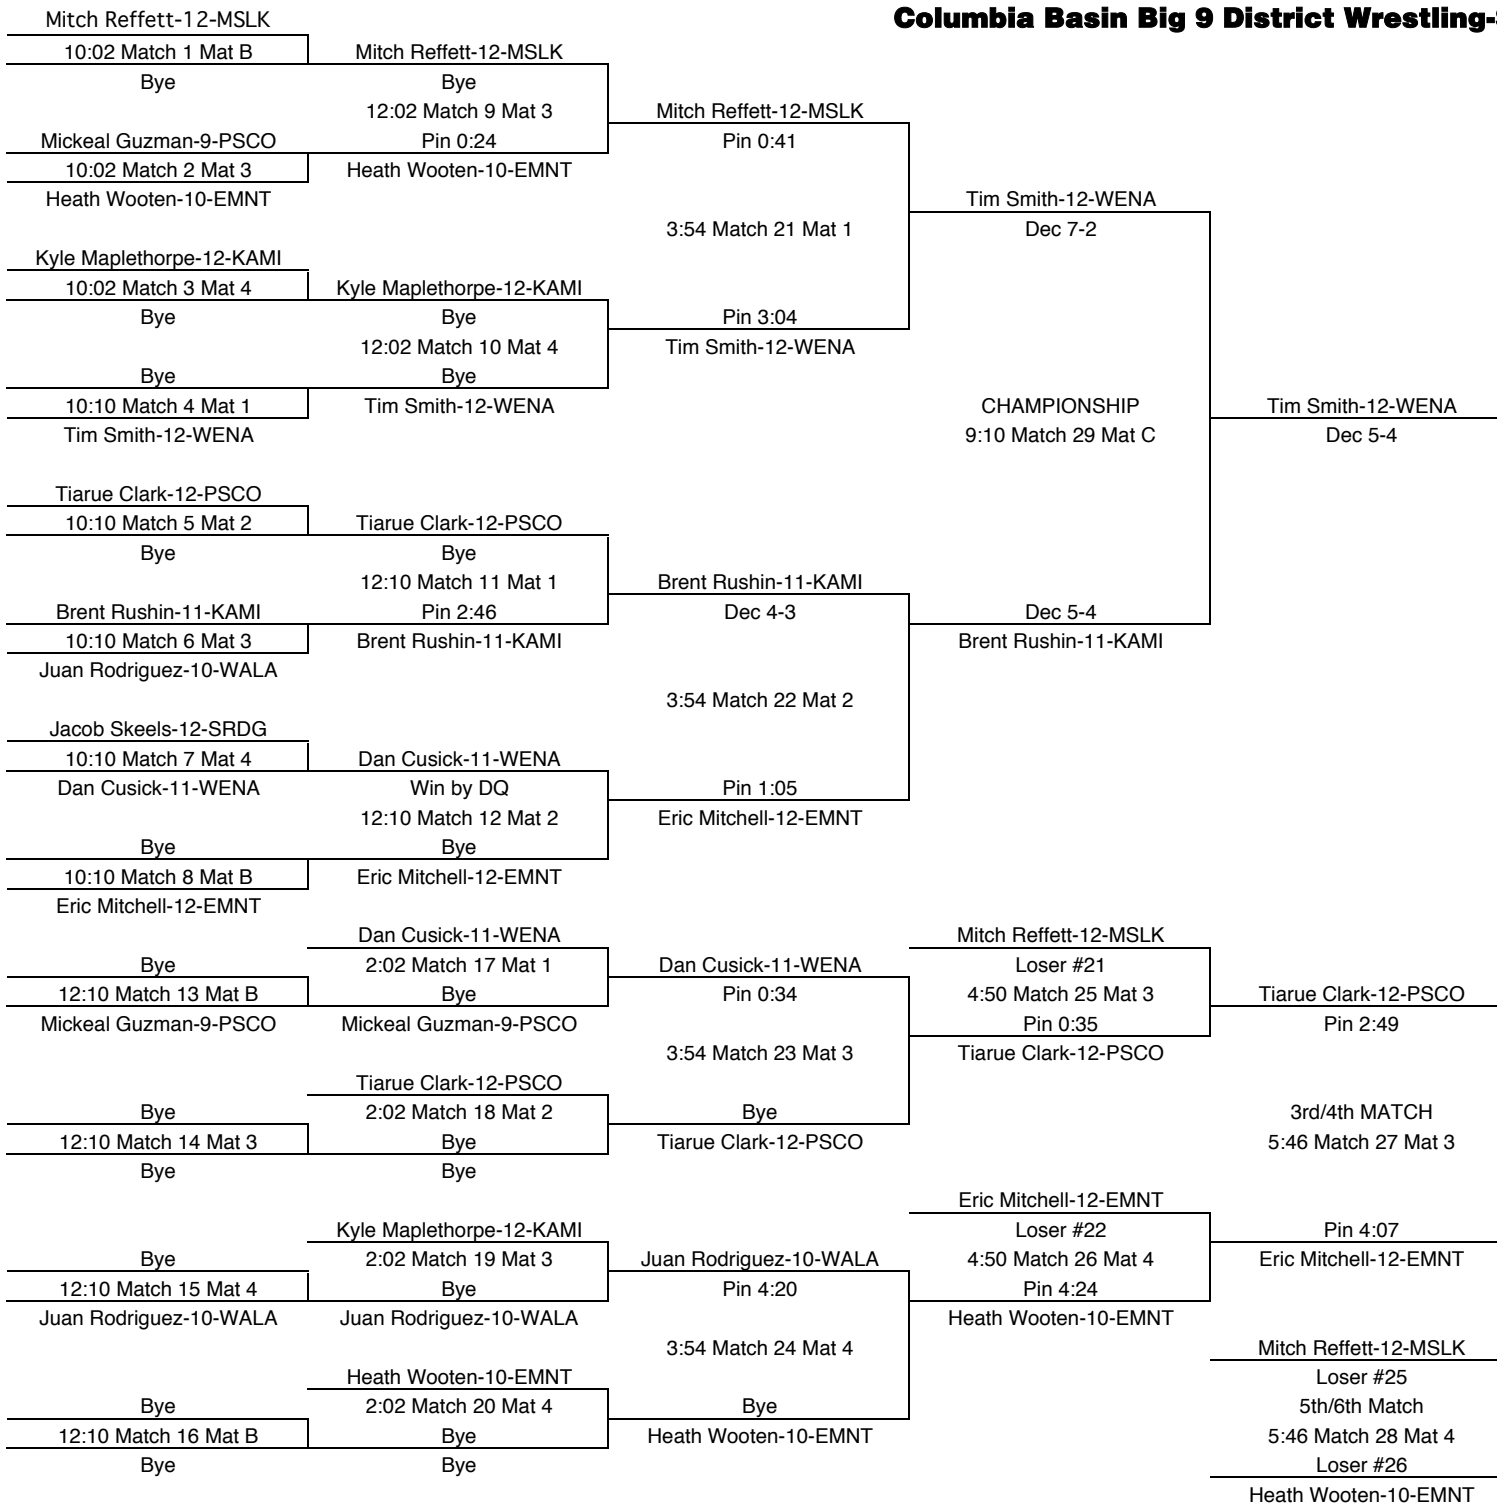 Columbia Basin Big 9 District Wrestling-
Mitch Reffett-12-MSLK
10:02 Match 1 Mat B
Bye
Mickeal Guzman-9-PSCO
10:02 Match 2 Mat 3
Heath Wooten-10-EMNT
Kyle Maplethorpe-12-KAMI
10:02 Match 3 Mat 4
Bye
Bye
10:10 Match 4 Mat 1
Tim Smith-12-WENA
Tiarue Clark-12-PSCO
10:10 Match 5 Mat 2
Bye
Brent Rushin-11-KAMI
10:10 Match 6 Mat 3
Juan Rodriguez-10-WALA
Jacob Skeels-12-SRDG
10:10 Match 7 Mat 4
Dan Cusick-11-WENA
Bye
10:10 Match 8 Mat B
Eric Mitchell-12-EMNT
Mitch Reffett-12-MSLK
Bye
12:02 Match 9 Mat 3
Pin 0:24
Heath Wooten-10-EMNT
Kyle Maplethorpe-12-KAMI
Bye
12:02 Match 10 Mat 4
Bye
Tim Smith-12-WENA
Tiarue Clark-12-PSCO
Bye
12:10 Match 11 Mat 1
Pin 2:46
Brent Rushin-11-KAMI
Dan Cusick-11-WENA
Win by DQ
12:10 Match 12 Mat 2
Bye
Eric Mitchell-12-EMNT
Mitch Reffett-12-MSLK
Pin 0:41
3:54 Match 21 Mat 1
Pin 3:04
Tim Smith-12-WENA
Brent Rushin-11-KAMI
Dec 4-3
3:54 Match 22 Mat 2
Pin 1:05
Eric Mitchell-12-EMNT
Tim Smith-12-WENA
Dec 7-2
CHAMPIONSHIP
9:10 Match 29 Mat C
Dec 5-4
Brent Rushin-11-KAMI
Tim Smith-12-WENA
Dec 5-4
Bye
12:10 Match 13 Mat B
Mickeal Guzman-9-PSCO
Bye
12:10 Match 14 Mat 3
Bye
Bye
12:10 Match 15 Mat 4
Juan Rodriguez-10-WALA
Bye
12:10 Match 16 Mat B
Bye
Dan Cusick-11-WENA
2:02 Match 17 Mat 1
Bye
Mickeal Guzman-9-PSCO
Tiarue Clark-12-PSCO
2:02 Match 18 Mat 2
Bye
Bye
Kyle Maplethorpe-12-KAMI
2:02 Match 19 Mat 3
Bye
Juan Rodriguez-10-WALA
Heath Wooten-10-EMNT
2:02 Match 20 Mat 4
Bye
Bye
Dan Cusick-11-WENA
Pin 0:34
3:54 Match 23 Mat 3
Bye
Tiarue Clark-12-PSCO
Juan Rodriguez-10-WALA
Pin 4:20
3:54 Match 24 Mat 4
Bye
Heath Wooten-10-EMNT
Mitch Reffett-12-MSLK
Loser #21
4:50 Match 25 Mat 3
Pin 0:35
Tiarue Clark-12-PSCO
Eric Mitchell-12-EMNT
Loser #22
4:50 Match 26 Mat 4
Pin 4:24
Heath Wooten-10-EMNT
Tiarue Clark-12-PSCO
Pin 2:49
3rd/4th MATCH
5:46 Match 27 Mat 3
Pin 4:07
Eric Mitchell-12-EMNT
Mitch Reffett-12-MSLK
Loser #25
5th/6th Match
5:46 Match 28 Mat 4
Loser #26
Heath Wooten-10-EMNT